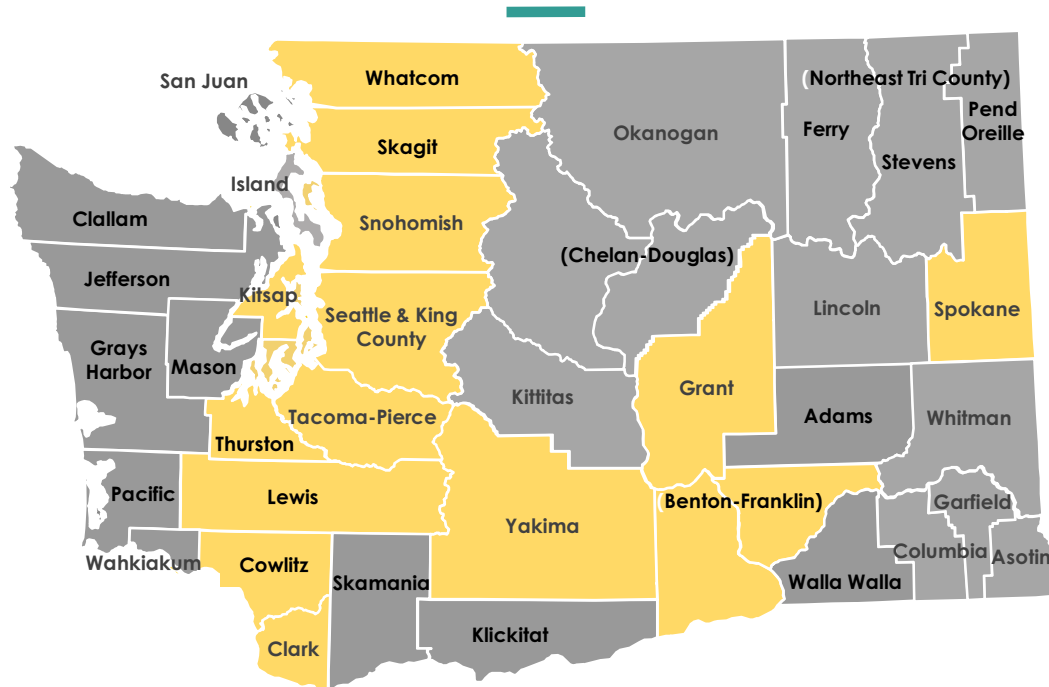 Whatcom
San Juan
(Northeast Tri County)
Pend
Oreille
Okanogan
Ferry
Skagit
Stevens
Island
Clallam
Snohomish
(Chelan-Douglas)
Jefferson
Kitsap
Seattle & King
County
Lincoln
Spokane
Grays
Harbor
Mason
Kittitas
Grant
Tacoma-Pierce
Adams
Whitman
Thurston
Pacific
Lewis
Yakima
(Benton-Franklin)
Garfield
Wahkiakum
Cowlitz
Skamania
Columbia
Asotin
Walla Walla
Clark
Klickitat